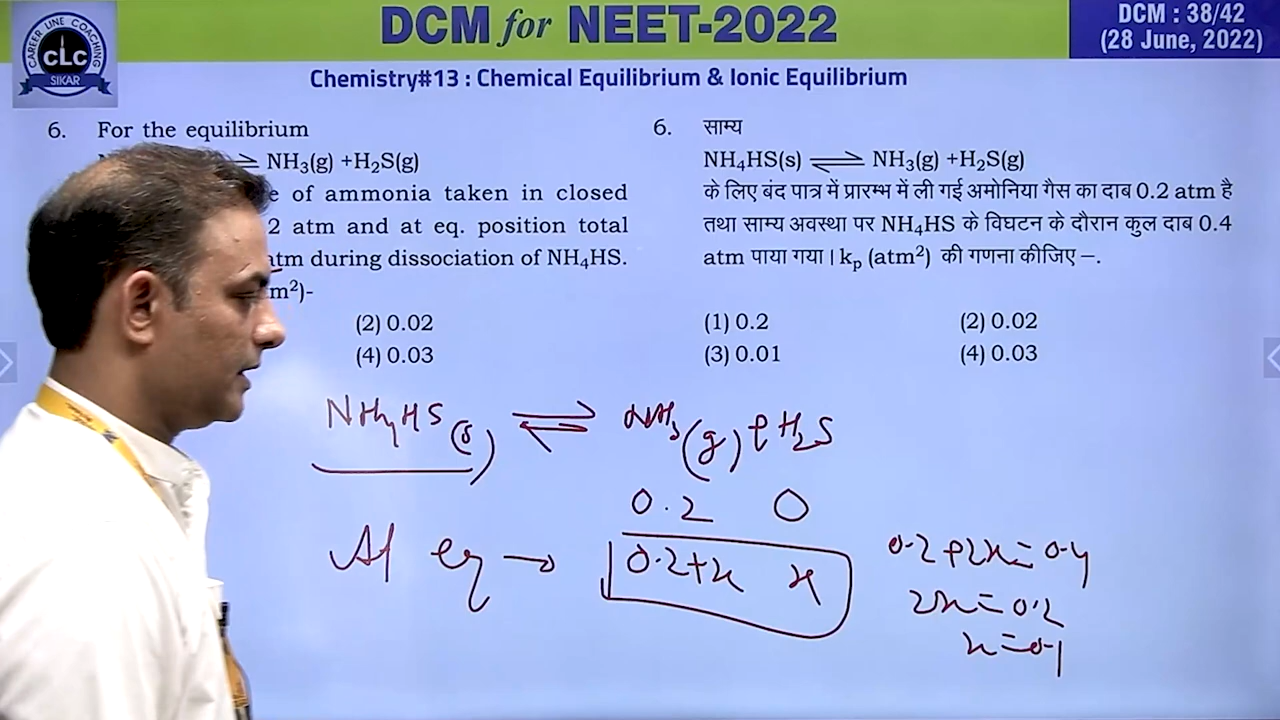 DCM for NEET-2022
DCM : 38/42
(28 June, 2022)
CAREER LINE COACHING
CLC
SIKAR
Chemistry#13 : Chemical Equilibrium & Ionic Equilibrium
6. For the equilibrium
⇌ NH₃(g) +H₂S(g)
of ammonia taken in closed
2 atm and at eq. position total
atm during dissociation of NH₄HS.
m²)-
(2) 0.02
(4) 0.03
6. साम्य
NH₄HS(s) ⇌ NH₃(g) +H₂S(g)
के लिए बंद पात्र में प्रारम्भ में ली गई अमोनिया गैस का दाब 0.2 atm है
तथा साम्य अवस्था पर NH₄HS के विघटन के दौरान कुल दाब 0.4
atm पाया गया। kₚ (atm²) की गणना कीजिए –.
(1) 0.2 (2) 0.02
(3) 0.01 (4) 0.03
NH₄HS(s) ⇌ NH₃(g) + H₂S
0.2 0
At eq → 0.2+x x
0.2+2x=0.4
2x=0.2
x=0.1